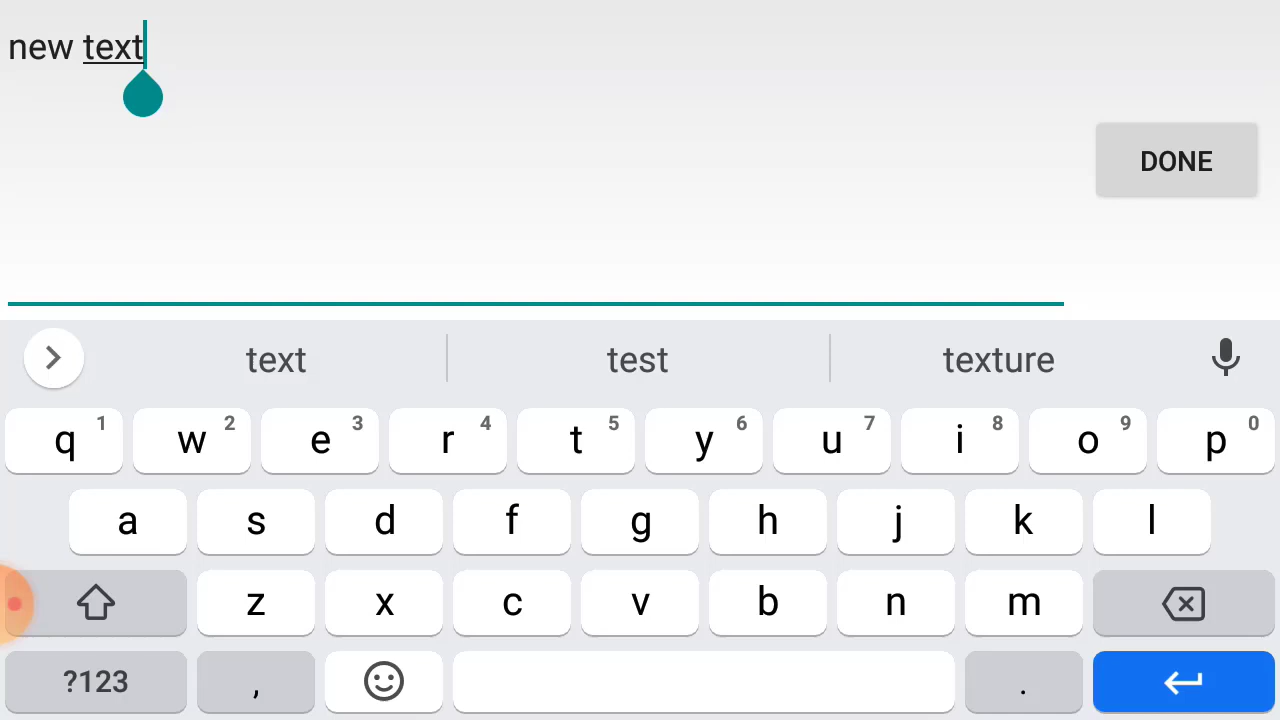 new text
DONE
text test texture
q 1 w 2 e 3 r 4 t 5 y 6 u 7 i 8 o 9 p 0
a s d f g h j k l
z x c v b n m
?123 , .